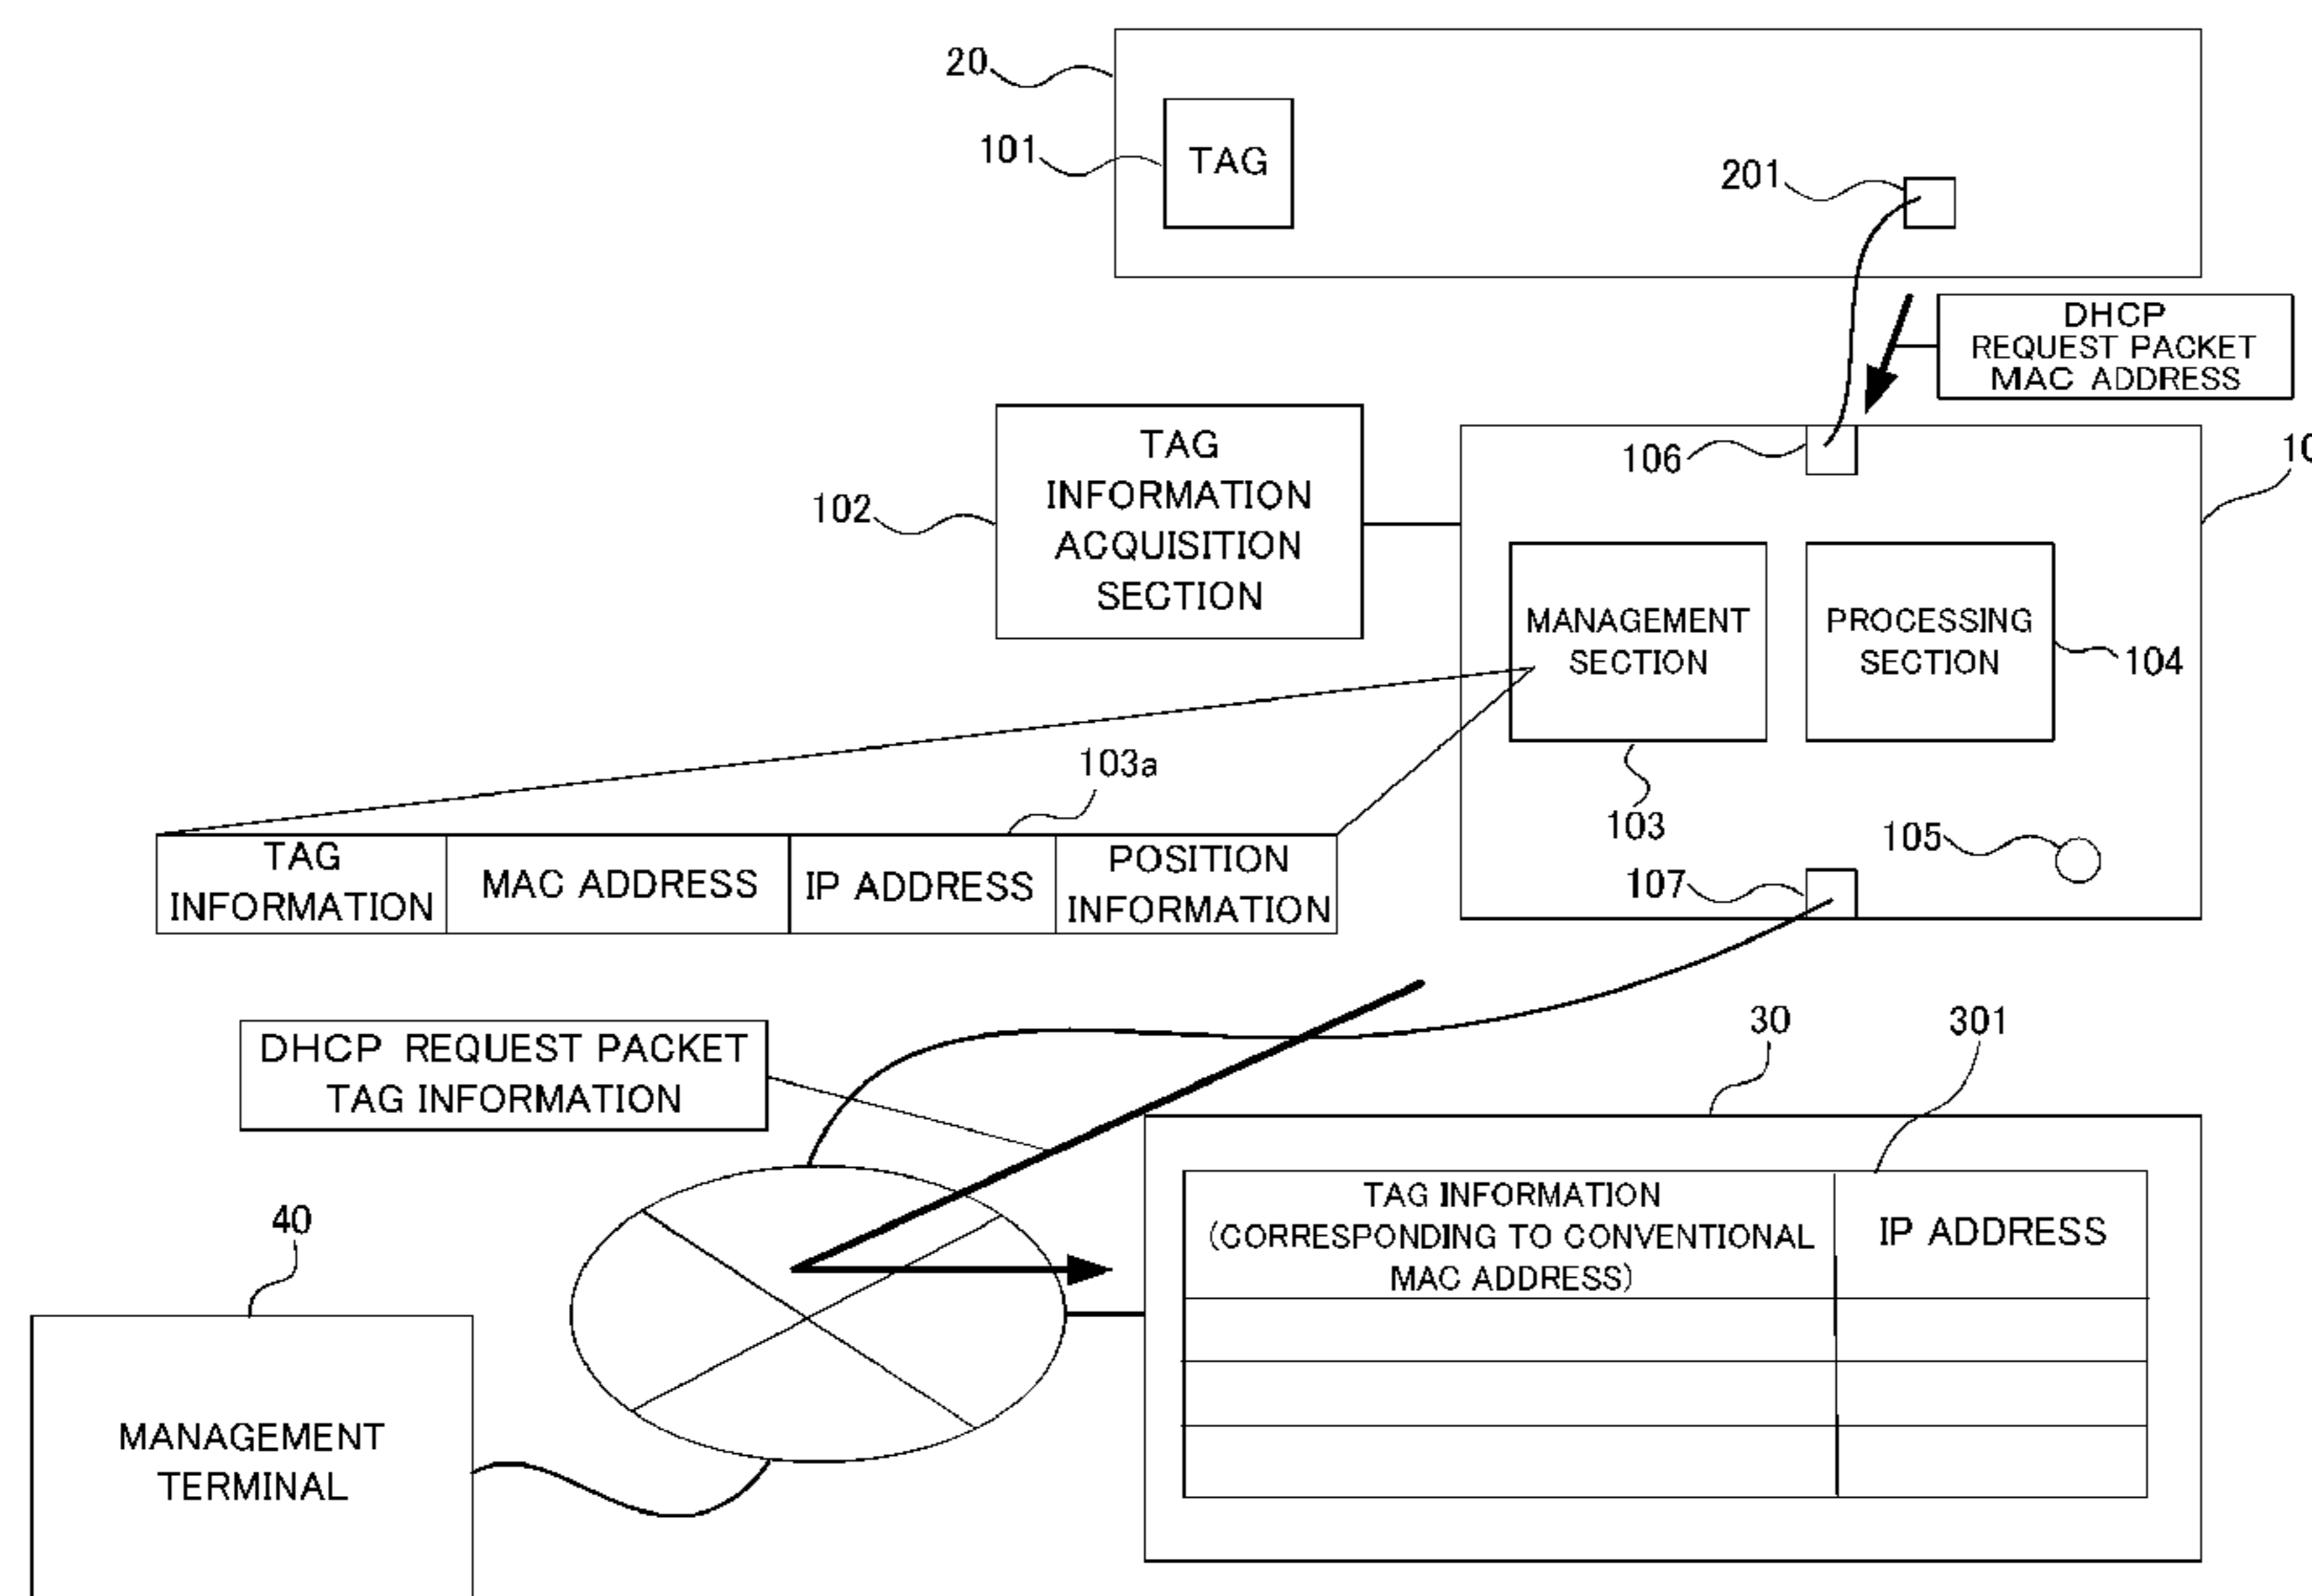 20
101
TAG
201
DHCP
REQUEST PACKET
MAC ADDRESS
TAG
INFORMATION
ACQUISITION
SECTION
102
106
10
MANAGEMENT
SECTION
PROCESSING
SECTION
104
103a
103
105
107
TAG
INFORMATION
MAC ADDRESS
IP ADDRESS
POSITION
INFORMATION
DHCP REQUEST PACKET
TAG INFORMATION
30
301
TAG INFORMATION
(CORRESPONDING TO CONVENTIONAL
MAC ADDRESS)
IP ADDRESS
40
MANAGEMENT
TERMINAL